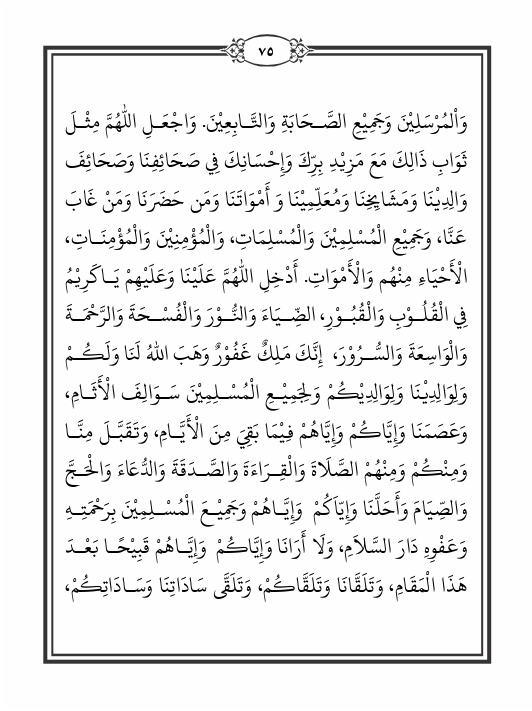 ٧٥
وَاْلمُرْسَلِيْنَ وَجَمِيْعِ الصَّحَابَةِ وَالتَّابِعِيْنَ. وَاجْعَلِ اللّٰهُمَّ مِثْلَ
ثَوَابِ ذَالِكَ مَعَ مَزِيْدِ بِرِّكَ وَإِحْسَانِكَ فِي صَحَائِفِنَا وَصَحَائِفَ
وَالِدِيْنَا وَمَشَايِخِنَا وَمُعَلِّمِيْنَا وَ أَمْوَاتَنَا وَمَن حَضَرَنَا وَمَنْ غَابَ
عَنَّا، وَجَمِيْعِ الْمُسْلِمِيْنَ وَالْمُسْلِمَاتِ، وَالْمُؤْمِنِيْنَ وَالْمُؤْمِنَاتِ،
الْأَحْيَاءِ مِنْهُم وَالْأَمْوَاتِ. أَدْخِلِ اللّٰهُمَّ عَلَيْنَا وَعَلَيْهِمْ يَاكَرِيْمُ
فِي الْقُلُوْبِ وَالْقُبُوْرِ، الضِّيَاءَ وَالنُّوْرَ وَالْفُسْحَةَ وَالرَّحْمَةَ
وَالْوَاسِعَةَ وَالسُّرُوْرَ، إِنَّكَ مَلِكٌ غَفُوْرٌ وَهَبَ اللهُ لَنَا وَلَكُمْ
وَلِوَالِدِيْنَا وَلِوَالِدِيْكُمْ وَلِجَمِيْعِ الْمُسْلِمِيْنَ سَوَالِفَ الْأَثَامِ،
وَعَصَمَنَا وَإِيَّاكُمْ وَإِيَّاهُمْ فِيْمَا بَقِيَ مِنَ الْأَيَّامِ، وَتَقَبَّلَ مِنَّا
وَمِنْكُمْ وَمِنْهُمْ الصَّلَاةَ وَالْقِرَاءَةَ وَالصَّدَقَةَ وَالدُّعَاءَ وَالْحَجَّ
وَالصِّيَامَ وَأَحَلَّنَا وَإِيّاكُمْ وَإِيَّاهُمْ وَجَمِيْعَ الْمُسْلِمِيْنَ بِرَحْمَتِهِ
وَعَفْوِهِ دَارَ السَّلاَمِ، وَلَا أَرَانَا وَإِيَّاكُمْ وَإِيَّاهُمْ قَبِيْحًا بَعْدَ
هَذَا الْمَقَامِ، وَتَلَقَّانَا وَتَلَقَّاكُمْ، وَتَلَقَّى سَادَاتِنَا وَسَادَاتِكُمْ،